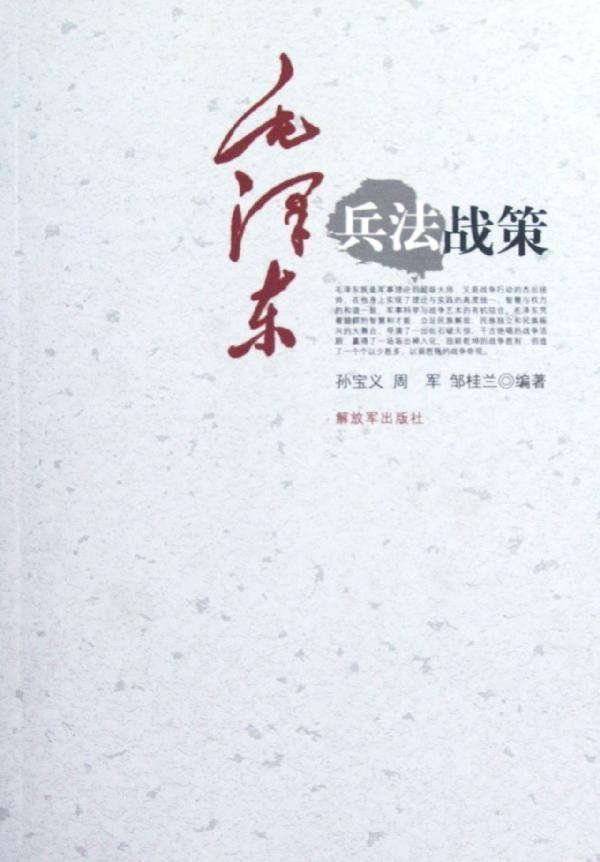 毛泽东
兵法战策
毛泽东既是军事理论的超级大师，又是战争行动的杰出统
帅，在他身上实现了理论与实践的高度统一、智慧与权力
的和谐一致、军事科学与战争艺术的有机结合。毛泽东凭
着超群的智慧和才能，立足民族解放、民族独立和民族振
兴的大舞台，导演了一出出石破天惊、千古绝唱的战争活
剧，赢得了一场场出神入化、扭转乾坤的战争胜利，创造
了一个个以少胜多、以弱胜强的战争奇观。
孙宝义 周 军 邹桂兰◎编著
解放军出版社